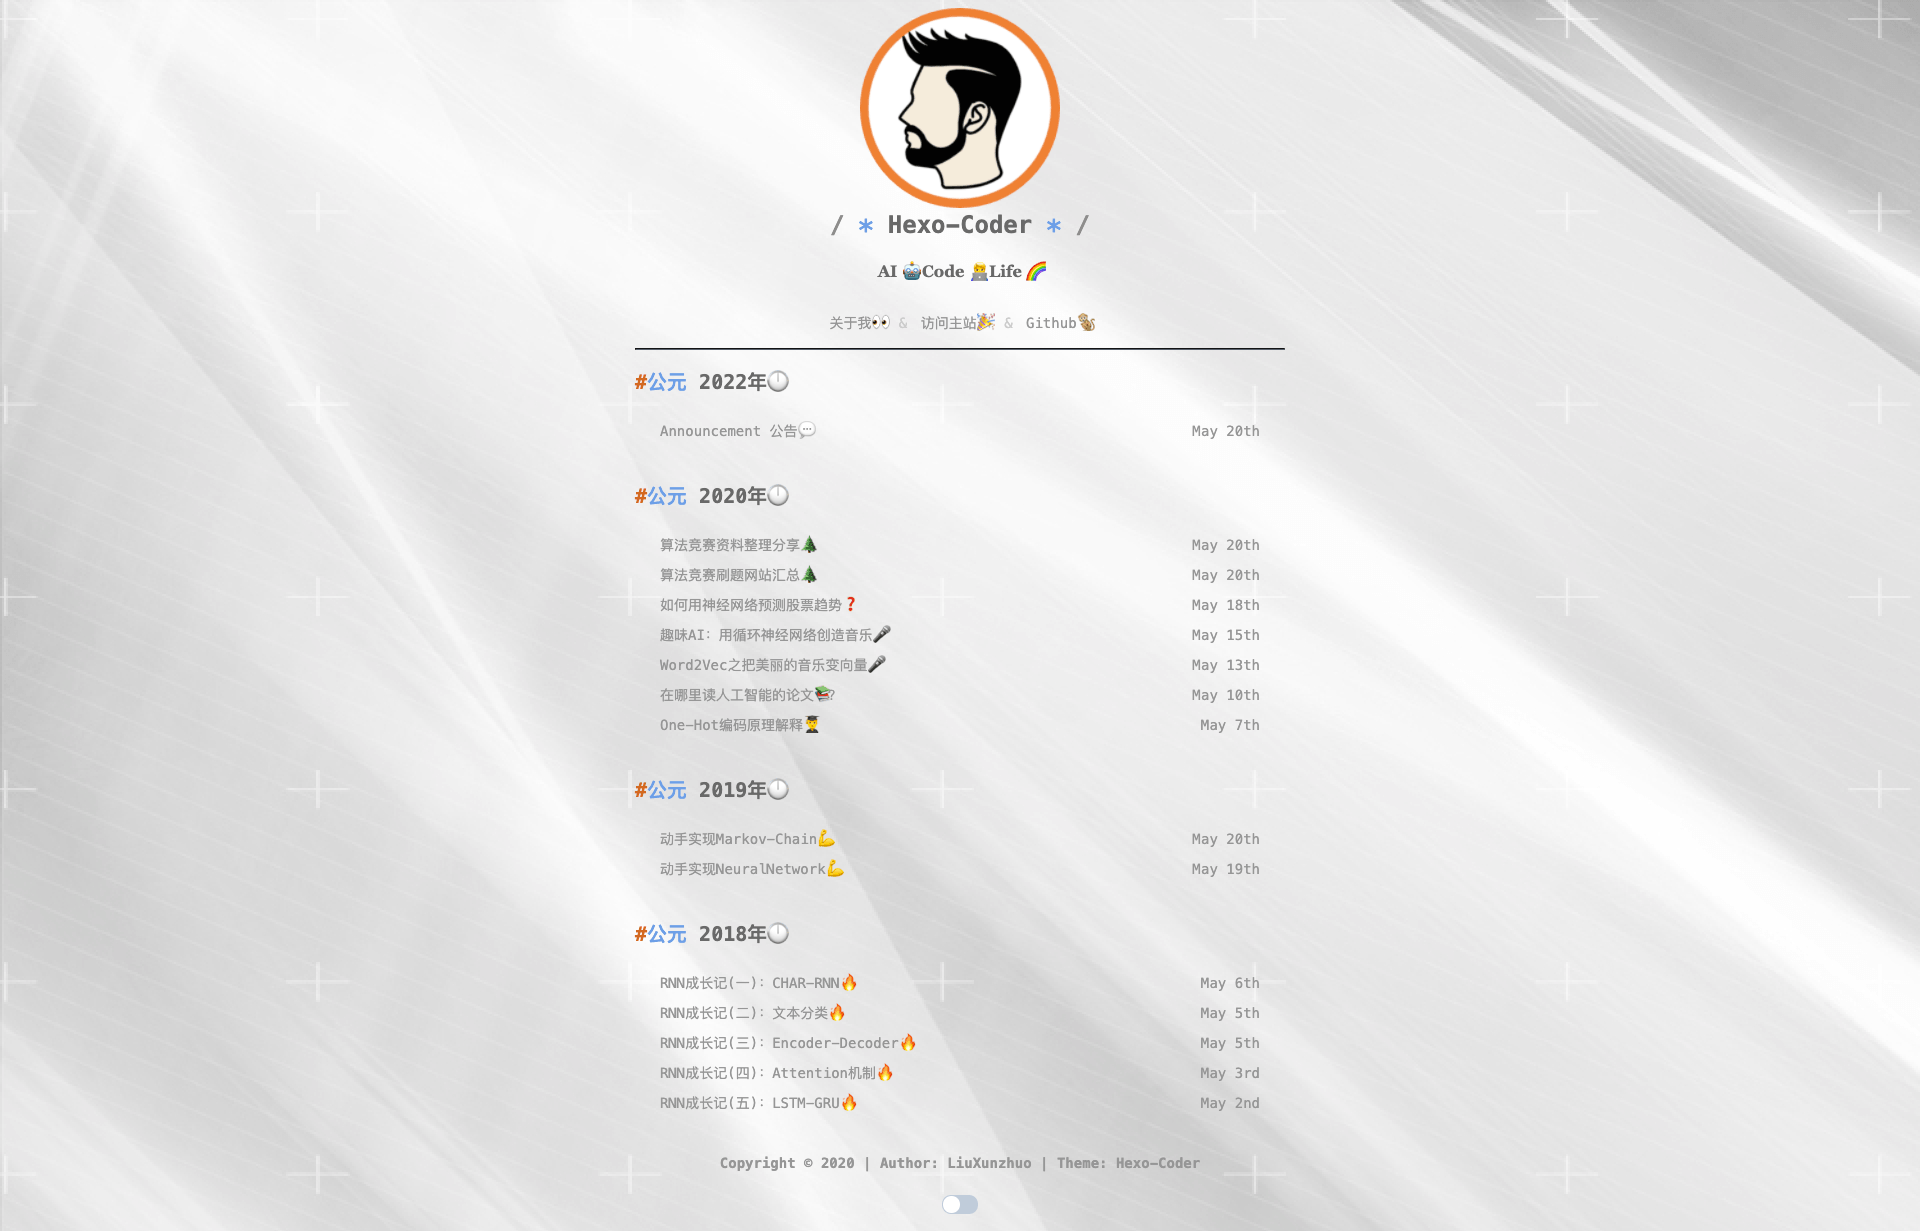 / * Hexo-Coder * /
AI 🤖Code 👨‍💻Life 🌈
关于我👀 & 访问主站🎉 & Github🐒
#公元 2022年🕛
Announcement 公告💬 May 20th
#公元 2020年🕛
算法竞赛资料整理分享🌲 May 20th
算法竞赛刷题网站汇总🌲 May 20th
如何用神经网络预测股票趋势❓ May 18th
趣味AI: 用循环神经网络创造音乐🎤 May 15th
Word2Vec之把美丽的音乐变向量🎤 May 13th
在哪里读人工智能的论文📚? May 10th
One-Hot编码原理解释👨‍🎓 May 7th
#公元 2019年🕛
动手实现Markov-Chain💪 May 20th
动手实现NeuralNetwork💪 May 19th
#公元 2018年🕛
RNN成长记(一): CHAR-RNN🔥 May 6th
RNN成长记(二): 文本分类🔥 May 5th
RNN成长记(三): Encoder-Decoder🔥 May 5th
RNN成长记(四): Attention机制🔥 May 3rd
RNN成长记(五): LSTM-GRU🔥 May 2nd
Copyright © 2020 | Author: LiuXunzhuo | Theme: Hexo-Coder